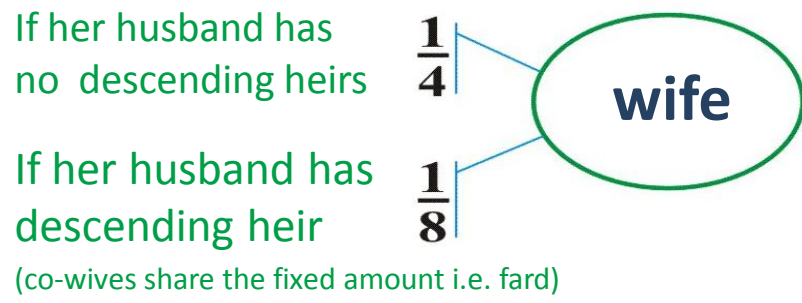 If her husband has
no descending heirs
1/4
wife
If her husband has
descending heir
1/8
(co-wives share the fixed amount i.e. fard)